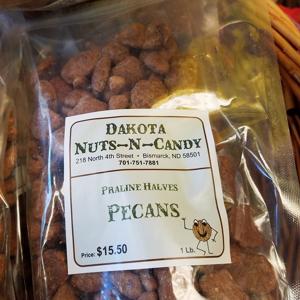 DAKOTA
NUTS-N-CANDY
218 North 4th Street • Bismarck, ND 58501
701-751-7881
PRALINE HALVES
PECANS
Price: $15.50
1 Lb.